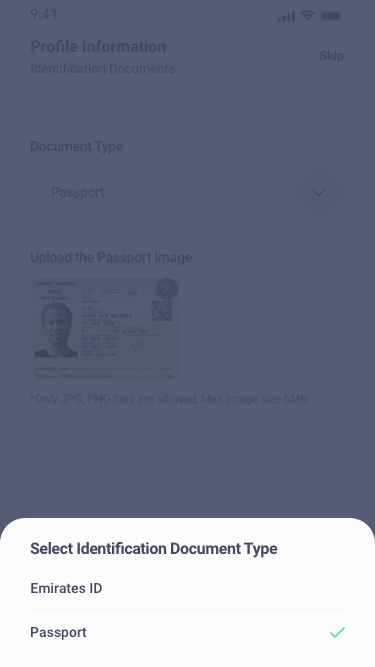 9:41
Profile Information
Skip
Identification Documents
Document Type
Passport
Upload the Passport Image
*Only JPG, PNG files are allowed, Max image size 5MB.
Select Identification Document Type
Emirates ID
Passport